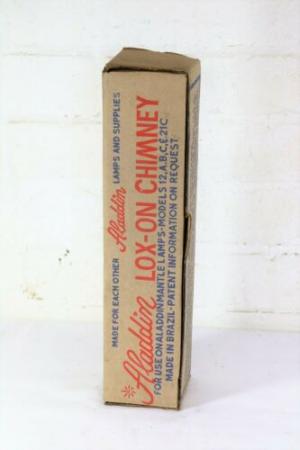 MADE FOR EACH OTHER Aladdin LAMPS AND SUPPLIES
Aladdin LOX-ON CHIMNEY
FOR USE ON ALADDIN MANTLE LAMPS-MODELS 12,A,B,C,E,21C
MADE IN BRAZIL-PATENT INFORMATION ON REQUEST